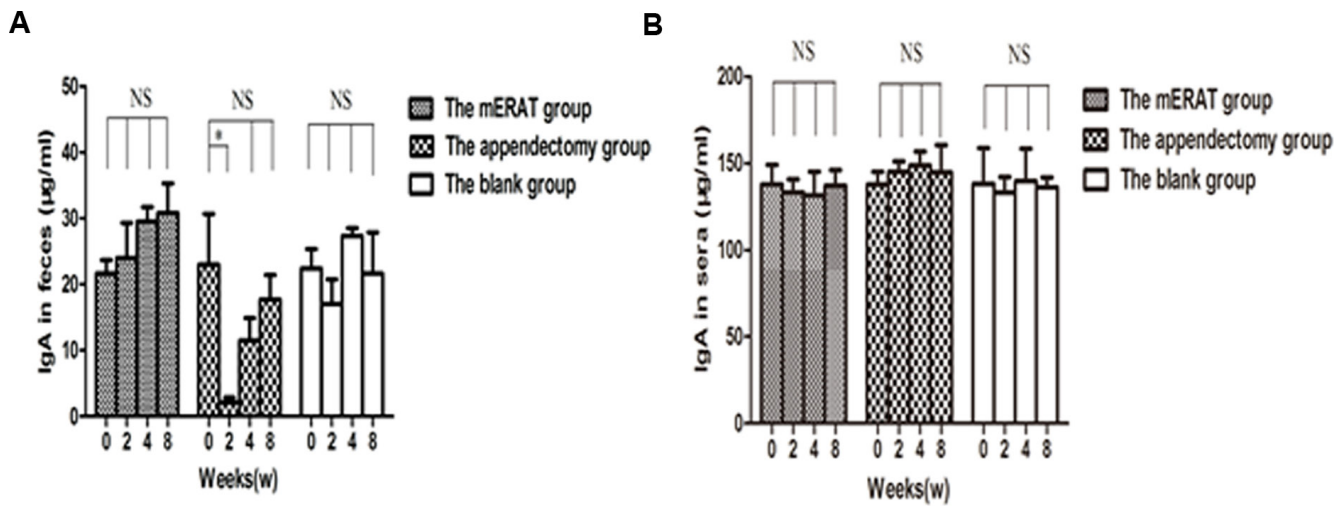 A
NS NS NS
*
50
40
30
20
10
0
IgA in feces (µg/ml)
0 2 4 8 0 2 4 8 0 2 4 8
Weeks(w)
The mERAT group
The appendectomy group
The blank group
B
NS NS NS
200
150
100
50
0
IgA in sera (µg/ml)
0 2 4 8 0 2 4 8 0 2 4 8
Weeks(w)
The mERAT group
The appendectomy group
The blank group